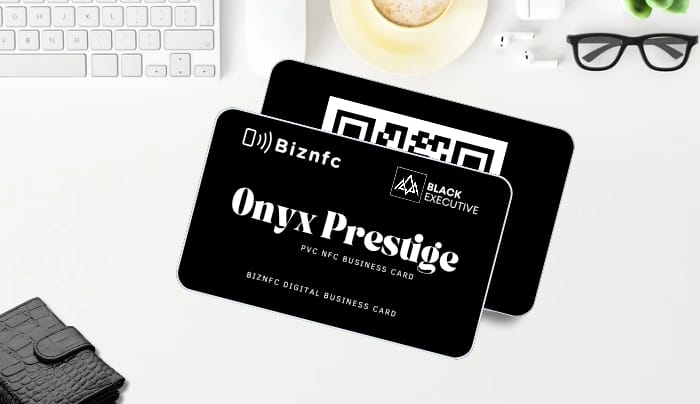 Biznfc
BLACK
EXECUTIVE
Onyx Prestige
PVC NFC BUSINESS CARD
BIZNFC DIGITAL BUSINESS CARD